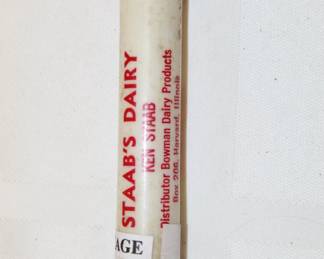 STAAB'S DAIRY
KEN STAAB
Distributor Bowman Dairy Products
Box 206, Harvard, Illinois
AGE